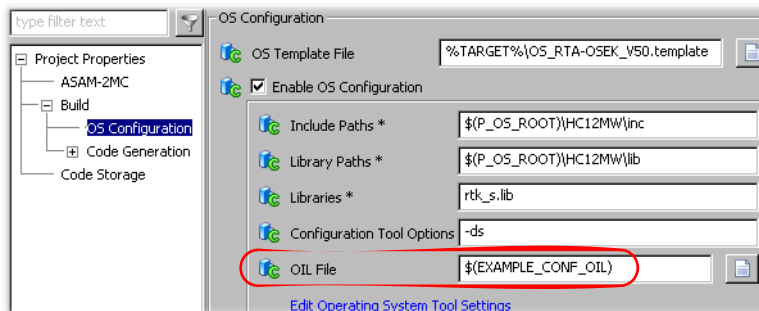 type filter text
Project Properties
ASAM-2MC
Build
OS Configuration
Code Generation
Code Storage
OS Configuration
OS Template File %TARGET%\OS_RTA-OSEK_V50.template
Enable OS Configuration
Include Paths * $(P_OS_ROOT)\HC12MW\inc
Library Paths * $(P_OS_ROOT)\HC12MW\lib
Libraries * rtk_s.lib
Configuration Tool Options -ds
OIL File $(EXAMPLE_CONF_OIL)
Edit Operating System Tool Settings